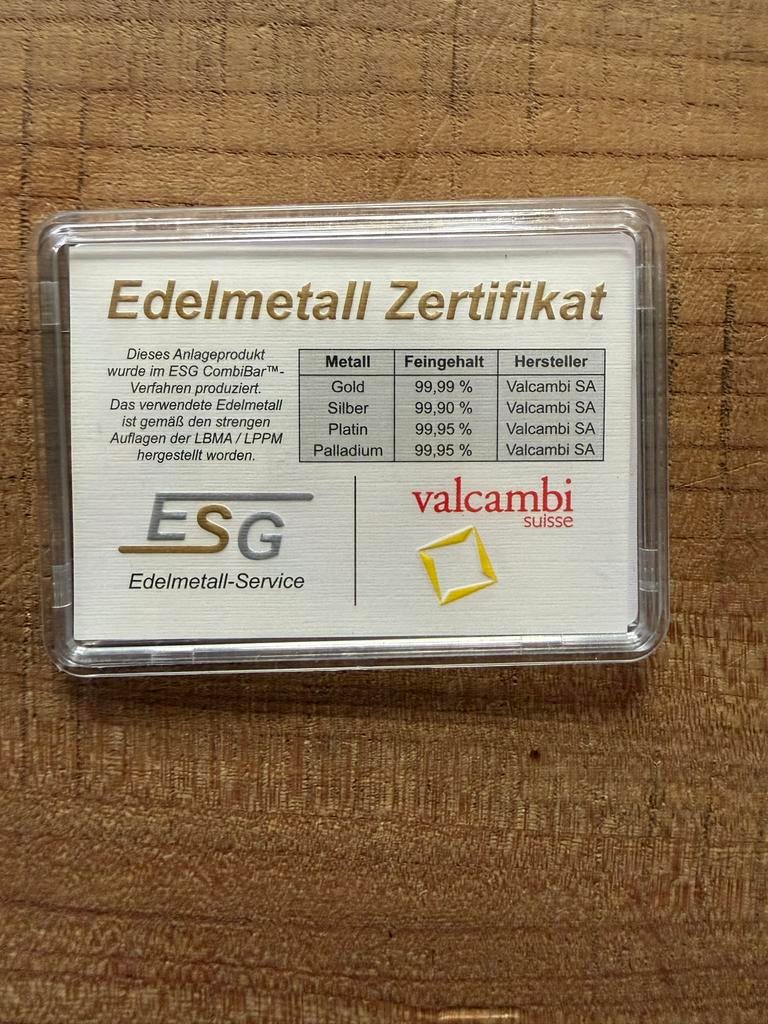 Edelmetall Zertifikat
Dieses Anlageprodukt
wurde im ESG CombiBar™-
Verfahren produziert.
Das verwendete Edelmetall
ist gemäß den strengen
Auflagen der LBMA / LPPM
hergestellt worden.
Metall Feingehalt Hersteller
Gold 99,99 % Valcambi SA
Silber 99,90 % Valcambi SA
Platin 99,95 % Valcambi SA
Palladium 99,95 % Valcambi SA
ESG
Edelmetall-Service
valcambi
suisse